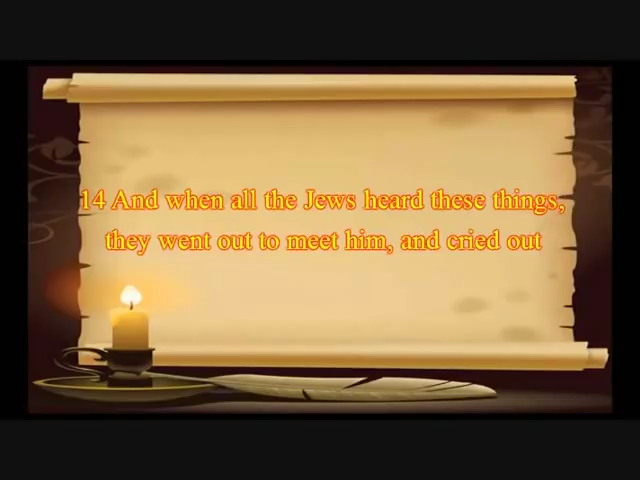 14 And when all the Jews heard these things,
they went out to meet him, and cried out